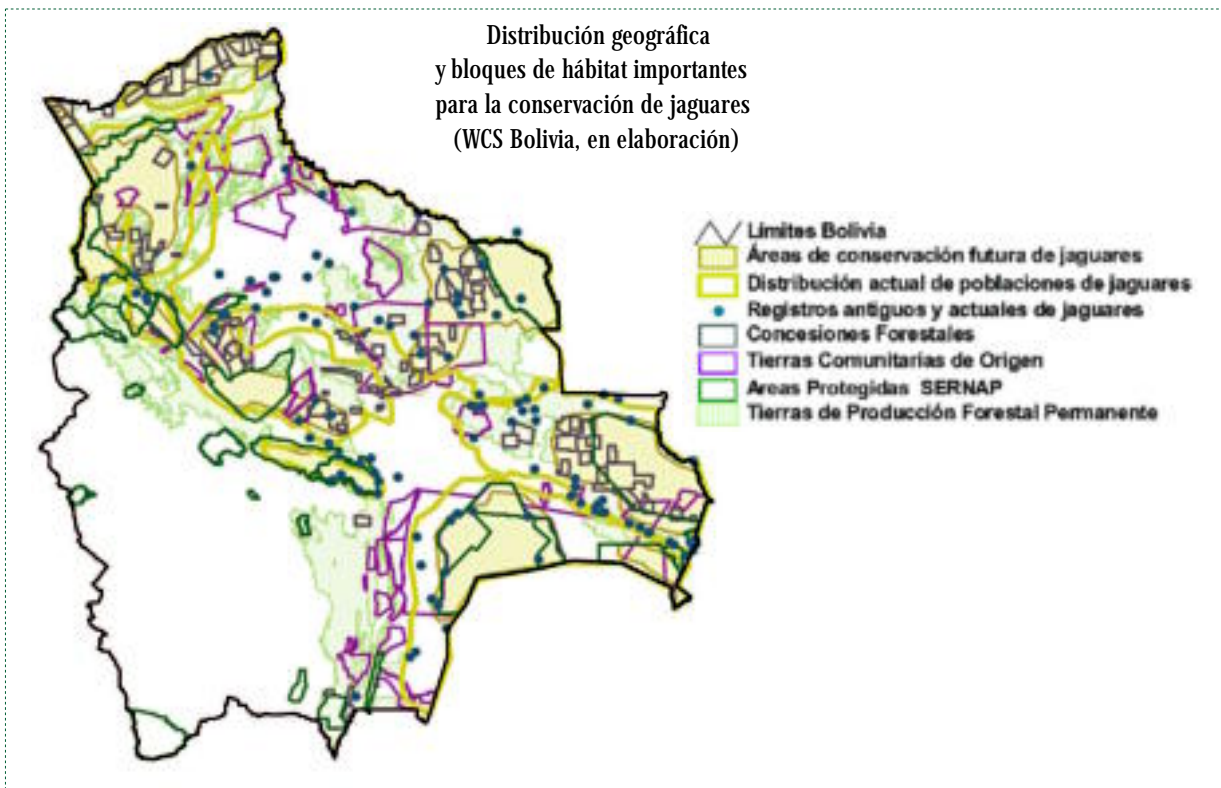 Distribución geográfica
y bloques de hábitat importantes
para la conservación de jaguares
(WCS Bolivia, en elaboración)
Límites Bolivia
Áreas de conservación futura de jaguares
Distribución actual de poblaciones de jaguares
Registros antiguos y actuales de jaguares
Concesiones Forestales
Tierras Comunitarias de Origen
Areas Protegidas SERNAP
Tierras de Producción Forestal Permanente